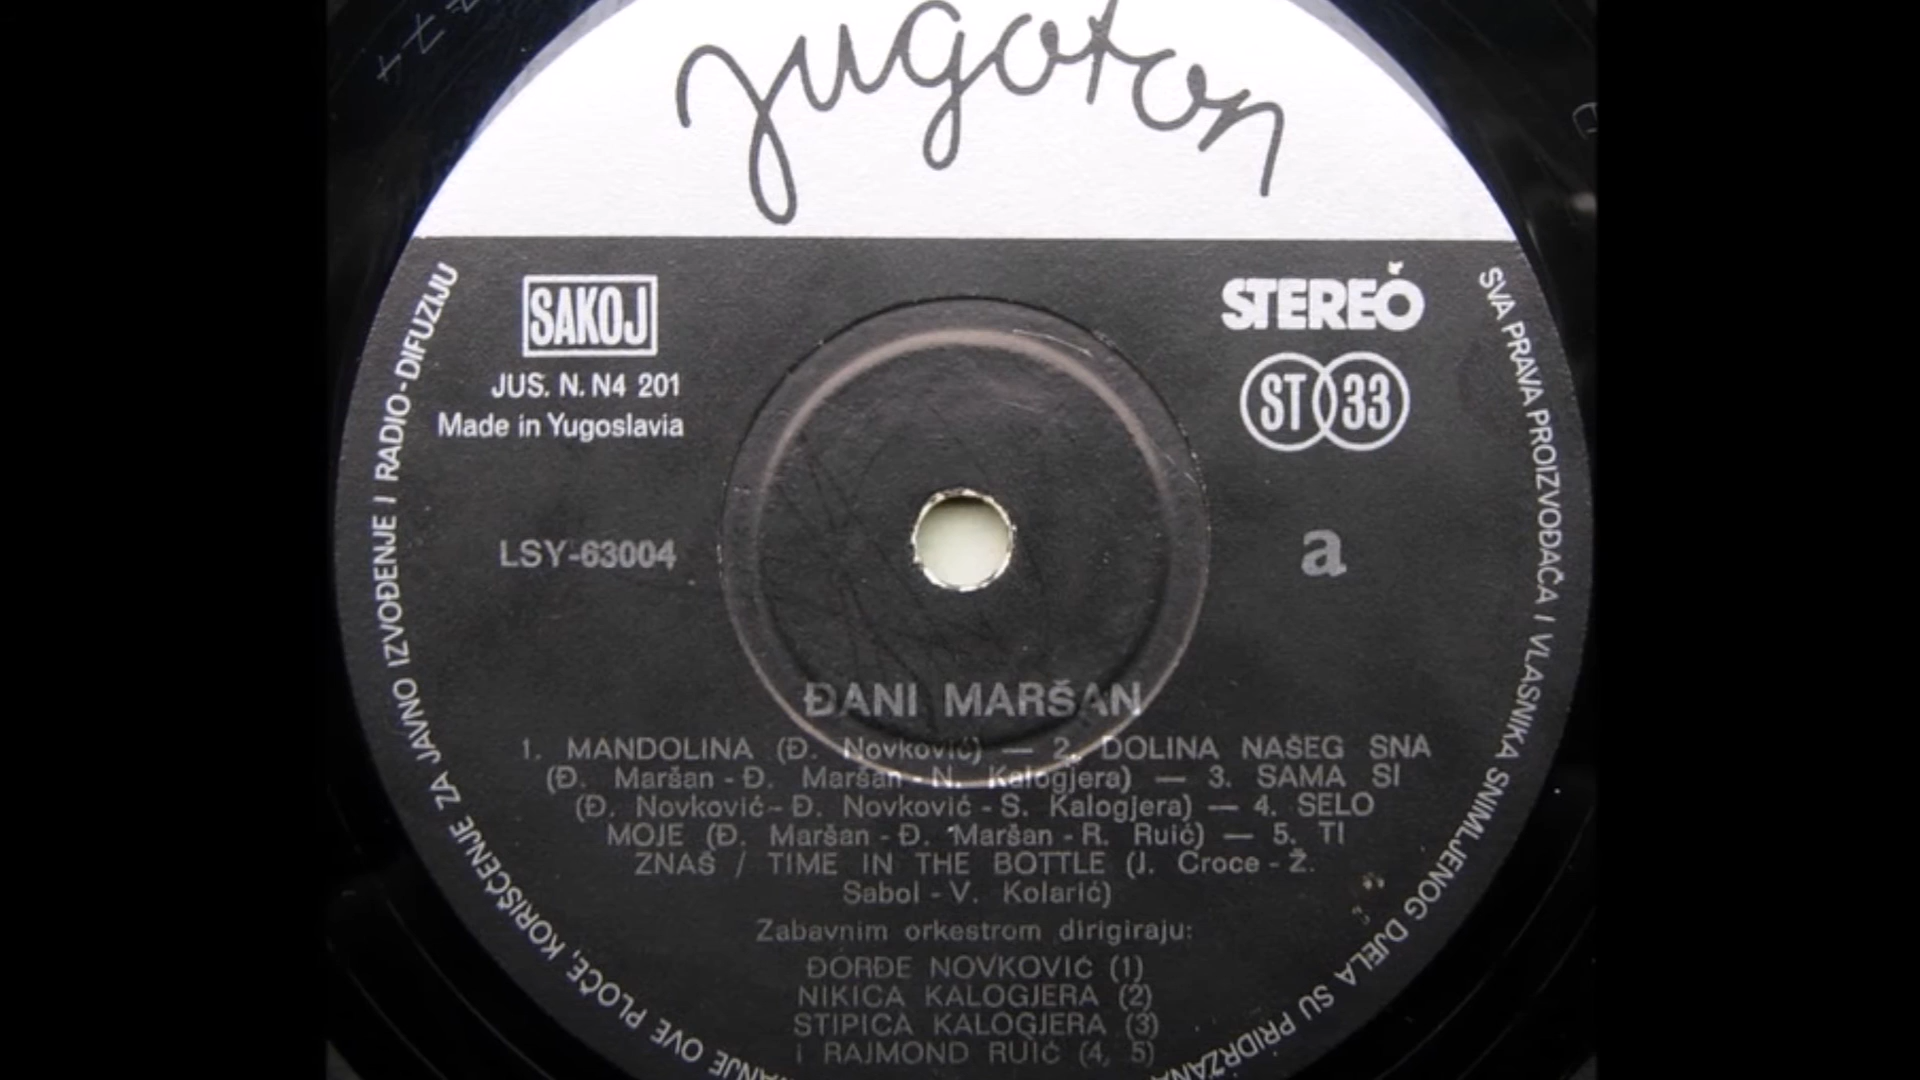 jugoton
SAKOJ
JUS. N. N4 201
Made in Yugoslavia
STEREO
ST 33
LSY-63004
a
ĐANI MARŠAN
1. MANDOLINA (Đ. Novković) — 2. DOLINA NAŠEG SNA
(Đ. Maršan - Đ. Maršan - N. Kalogjera) — 3. SAMA SI
(Đ. Novković - Đ. Novković - S. Kalogjera) — 4. SELO
MOJE (Đ. Maršan - Đ. Maršan - R. Ruić) — 5. TI
ZNAŠ / TIME IN THE BOTTLE (J. Croce - Ž.
Sabol - V. Kolarić)
Zabavnim orkestrom dirigiraju:
ĐORĐE NOVKOVIĆ (1)
NIKICA KALOGJERA (2)
STIPICA KALOGJERA (3)
i RAJMOND RUIĆ (4, 5)
SVA PRAVA PROIZVOĐAČA I VLASNIKA SNIMLJENOG DJELA SU
OVE PLOČE, KORIŠĆENJE ZA JAVNO IZVOĐENJE I RADIO-DIFUZIJU